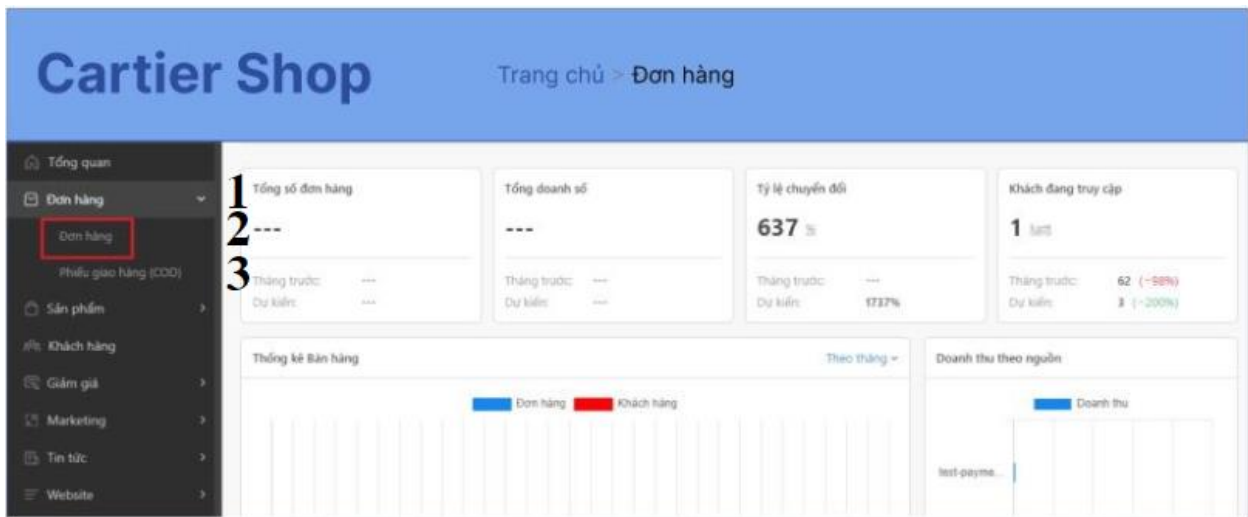 Cartier Shop
Trang chủ > Đơn hàng
Tổng quan
Đơn hàng
Đơn hàng
Phiếu giao hàng (COD)
Sản phẩm
Khách hàng
Giảm giá
Marketing
Tin tức
Website
1
2
3
Tổng số đơn hàng
---
Tháng trước: ---
Dự kiến: ---
Tổng doanh số
---
Tháng trước: ---
Dự kiến: ---
Tỷ lệ chuyển đổi
637 %
Tháng trước: ---
Dự kiến: 1737%
Khách đang truy cập
1 lượt
Tháng trước: 62 (~98%)
Dự kiến: 3 (~200%)
Thống kê Bán hàng
Theo tháng
Đơn hàng Khách hàng
Doanh thu theo nguồn
Doanh thu
test-payme...